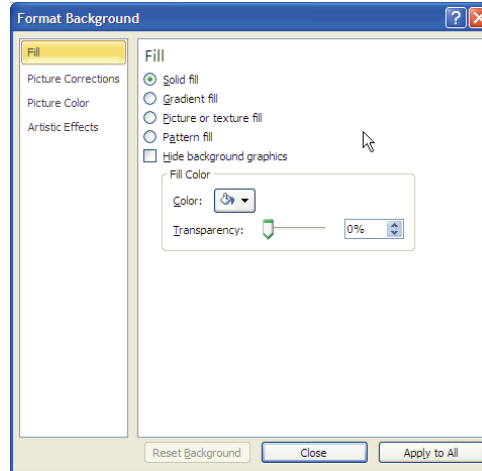 Format Background
Fill
Picture Corrections
Picture Color
Artistic Effects
Fill
Solid fill
Gradient fill
Picture or texture fill
Pattern fill
Hide background graphics
Fill Color
Color:
Transparency: 0%
Reset Background Close Apply to All